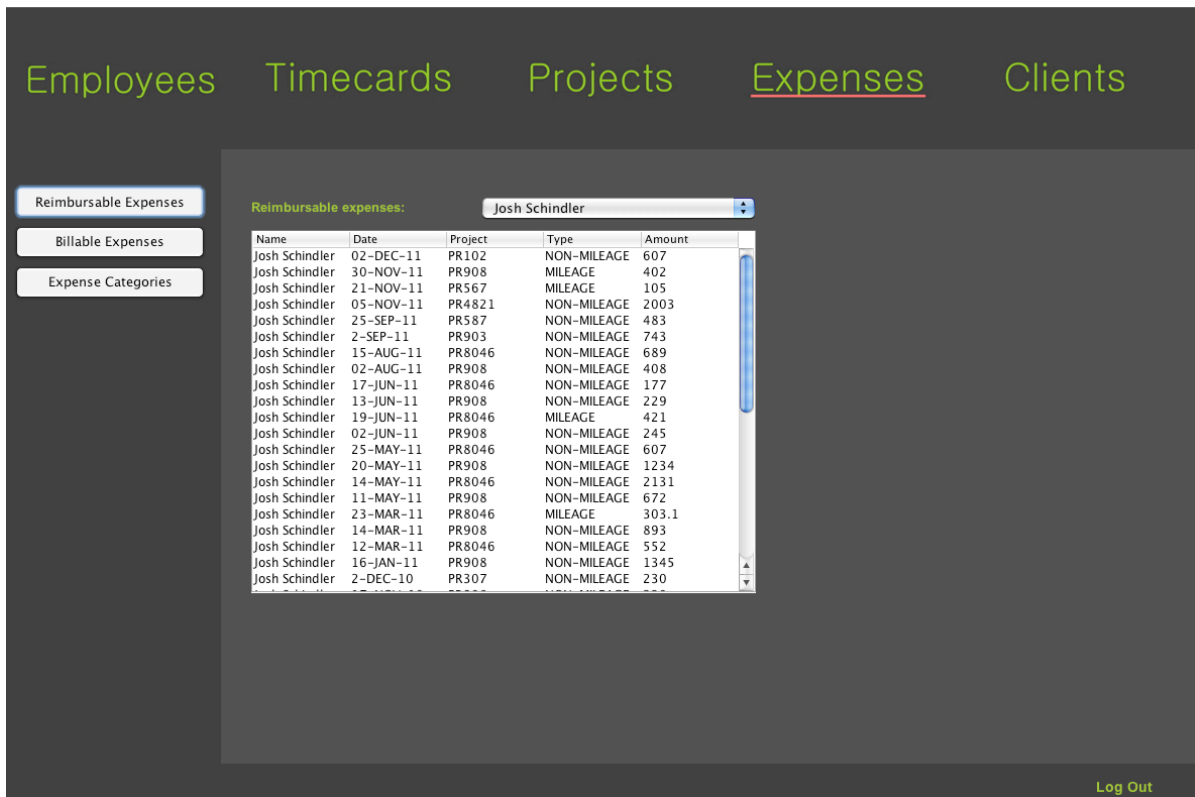 Employees Timecards Projects Expenses Clients
Reimbursable Expenses
Billable Expenses
Expense Categories
Reimbursable expenses: Josh Schindler
Name Date Project Type Amount
Josh Schindler 02-DEC-11 PR102 NON-MILEAGE 607
Josh Schindler 30-NOV-11 PR908 MILEAGE 402
Josh Schindler 21-NOV-11 PR567 MILEAGE 105
Josh Schindler 05-NOV-11 PR4821 NON-MILEAGE 2003
Josh Schindler 25-SEP-11 PR587 NON-MILEAGE 483
Josh Schindler 2-SEP-11 PR903 NON-MILEAGE 743
Josh Schindler 15-AUG-11 PR8046 NON-MILEAGE 689
Josh Schindler 02-AUG-11 PR908 NON-MILEAGE 408
Josh Schindler 17-JUN-11 PR8046 NON-MILEAGE 177
Josh Schindler 13-JUN-11 PR908 NON-MILEAGE 229
Josh Schindler 19-JUN-11 PR8046 MILEAGE 421
Josh Schindler 02-JUN-11 PR908 NON-MILEAGE 245
Josh Schindler 25-MAY-11 PR8046 NON-MILEAGE 607
Josh Schindler 20-MAY-11 PR908 NON-MILEAGE 1234
Josh Schindler 14-MAY-11 PR8046 NON-MILEAGE 2131
Josh Schindler 11-MAY-11 PR908 NON-MILEAGE 672
Josh Schindler 23-MAR-11 PR8046 MILEAGE 303.1
Josh Schindler 14-MAR-11 PR908 NON-MILEAGE 893
Josh Schindler 12-MAR-11 PR8046 NON-MILEAGE 552
Josh Schindler 16-JAN-11 PR908 NON-MILEAGE 1345
Josh Schindler 2-DEC-10 PR307 NON-MILEAGE 230
Log Out